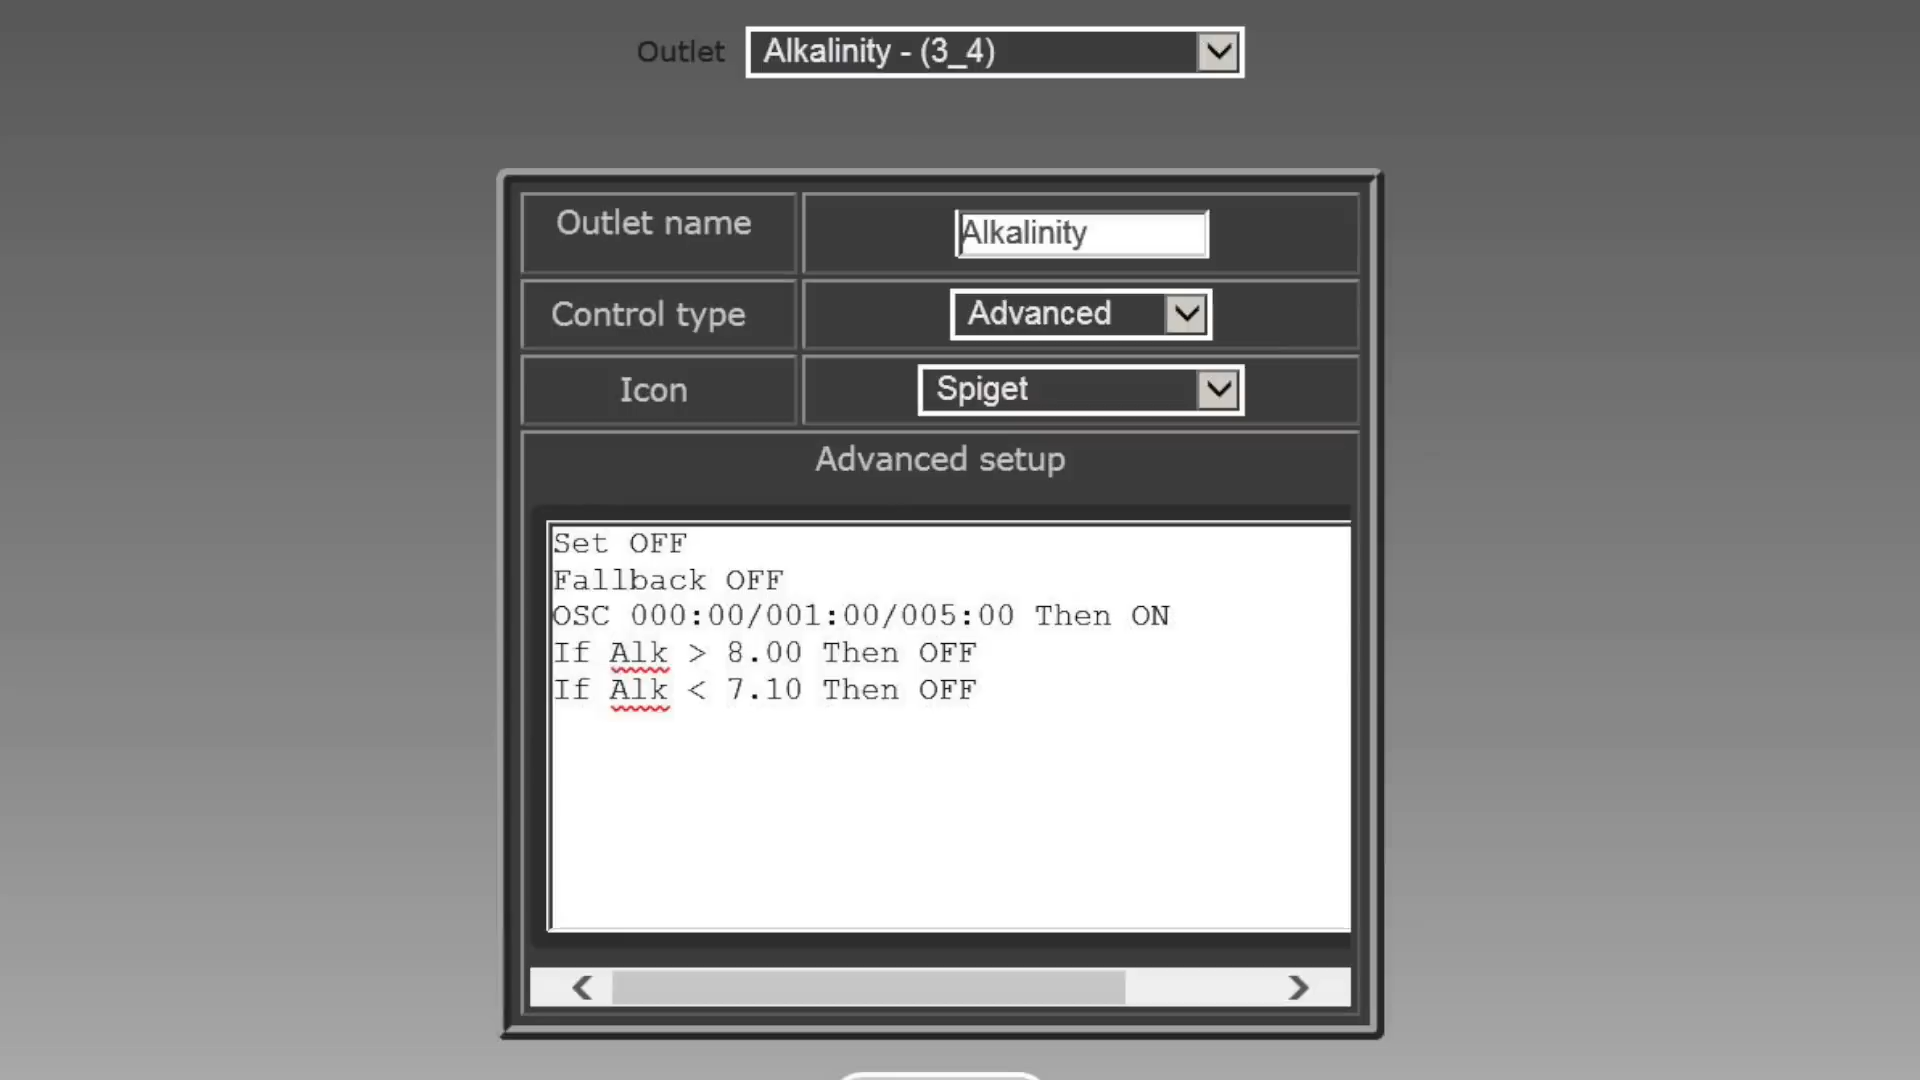 Outlet Alkalinity - (3_4)
Outlet name Alkalinity
Control type Advanced
Icon Spiget
Advanced setup
Set OFF
Fallback OFF
OSC 000:00/001:00/005:00 Then ON
If Alk > 8.00 Then OFF
If Alk < 7.10 Then OFF